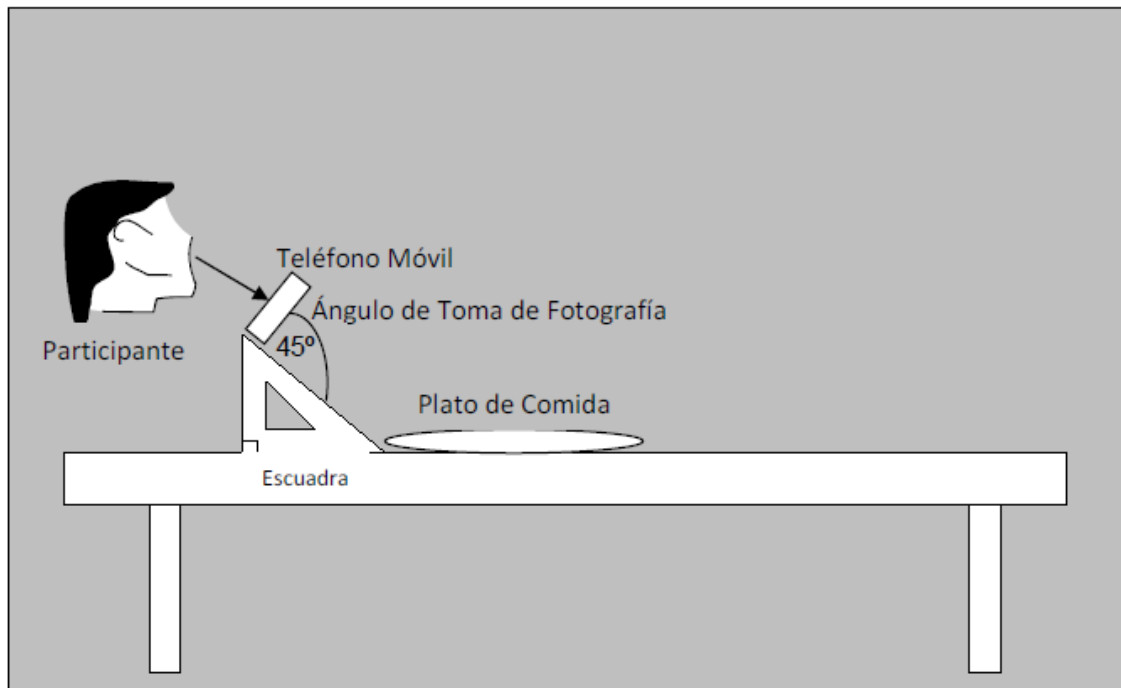 Teléfono Móvil
Ángulo de Toma de Fotografía
45º
Participante
Plato de Comida
Escuadra